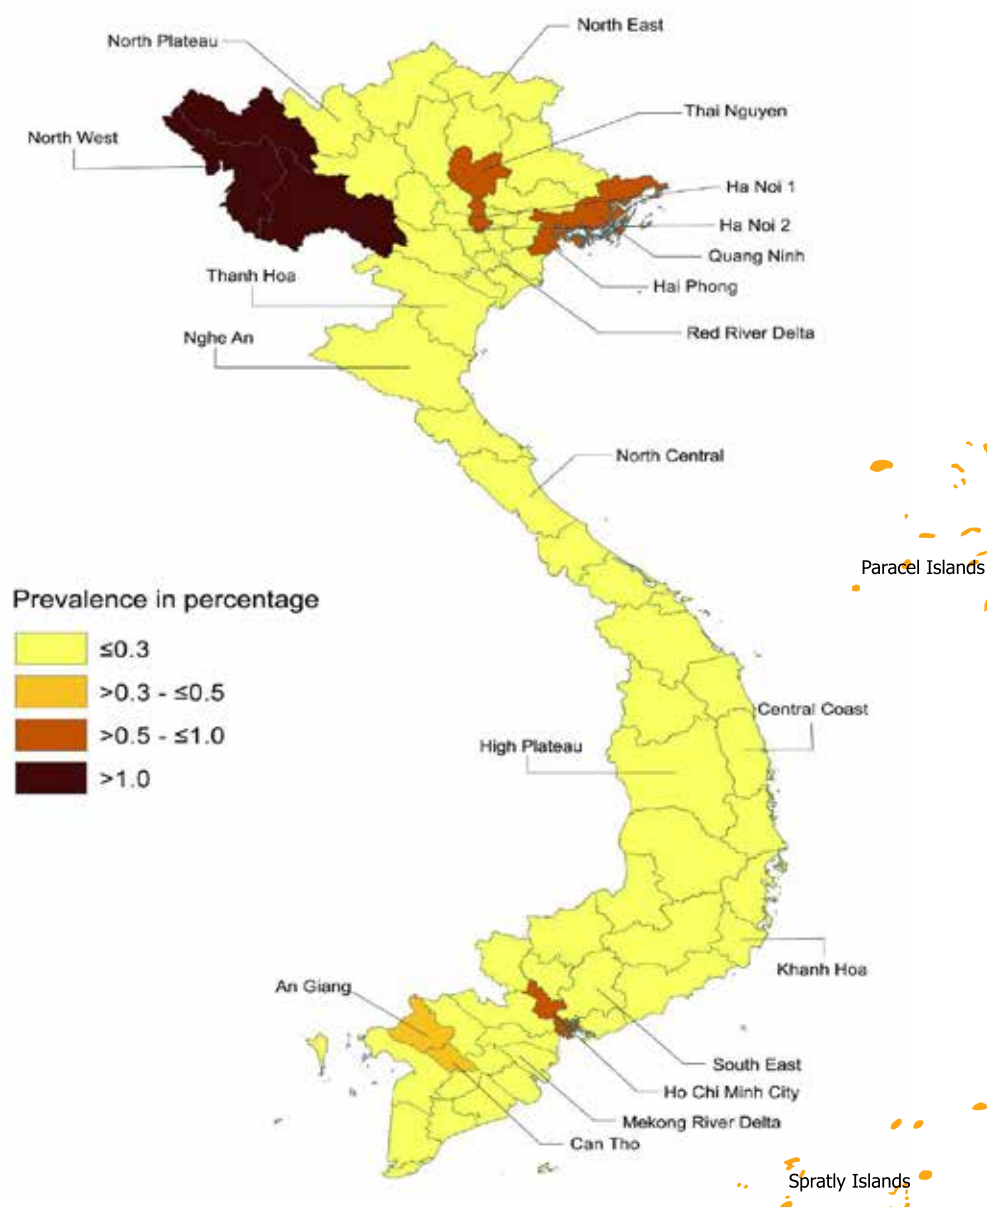 North East
North Plateau
Thai Nguyen
North West
Ha Noi 1
Ha Noi 2
Quang Ninh
Thanh Hoa
Hai Phong
Red River Delta
Nghe An
North Central
Paracel Islands
Prevalence in percentage
≤0.3
>0.3 - ≤0.5
>0.5 - ≤1.0
>1.0
Central Coast
High Plateau
Khanh Hoa
An Giang
South East
Ho Chi Minh City
Mekong River Delta
Can Tho
Spratly Islands